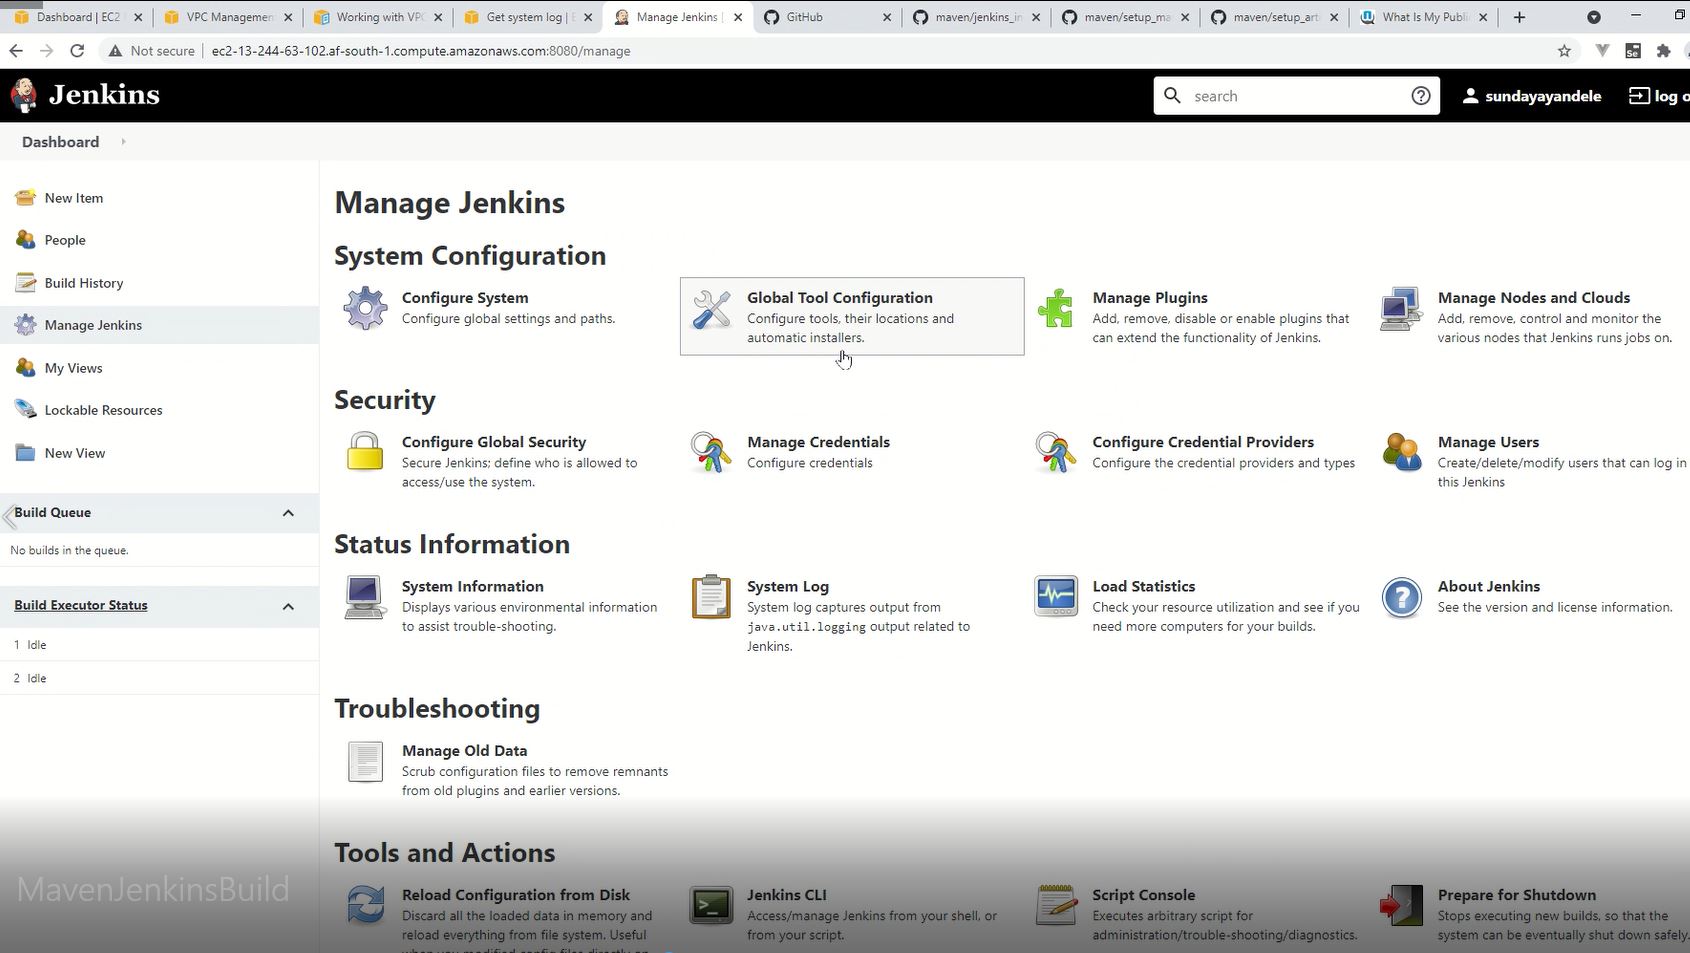 Dashboard | EC2
VPC Management
Working with VPC
Get system log | E
Manage Jenkins |
GitHub
maven/jenkins_in
maven/setup_ma
maven/setup_art
What Is My Publi
Not secure
ec2-13-244-63-102.af-south-1.compute.amazonaws.com:8080/manage
Jenkins
search
sundayayandele
log o
Dashboard
New Item
People
Build History
Manage Jenkins
My Views
Lockable Resources
New View
Build Queue
No builds in the queue.
Build Executor Status
1 Idle
2 Idle
Manage Jenkins
System Configuration
Configure System
Configure global settings and paths.
Global Tool Configuration
Configure tools, their locations and
automatic installers.
Manage Plugins
Add, remove, disable or enable plugins that
can extend the functionality of Jenkins.
Manage Nodes and Clouds
Add, remove, control and monitor the
various nodes that Jenkins runs jobs on.
Security
Configure Global Security
Secure Jenkins; define who is allowed to
access/use the system.
Manage Credentials
Configure credentials
Configure Credential Providers
Configure the credential providers and types
Manage Users
Create/delete/modify users that can log in
this Jenkins
Status Information
System Information
Displays various environmental information
to assist trouble-shooting.
System Log
System log captures output from
java.util.logging output related to
Jenkins.
Load Statistics
Check your resource utilization and see if you
need more computers for your builds.
About Jenkins
See the version and license information.
Troubleshooting
Manage Old Data
Scrub configuration files to remove remnants
from old plugins and earlier versions.
Tools and Actions
Reload Configuration from Disk
Discard all the loaded data in memory and
reload everything from file system. Useful
when you modified config files directly on
Jenkins CLI
Access/manage Jenkins from your shell, or
from your script.
Script Console
Executes arbitrary script for
administration/trouble-shooting/diagnostics.
Prepare for Shutdown
Stops executing new builds, so that the
system can be eventually shut down safely.
MavenJenkinsBuild